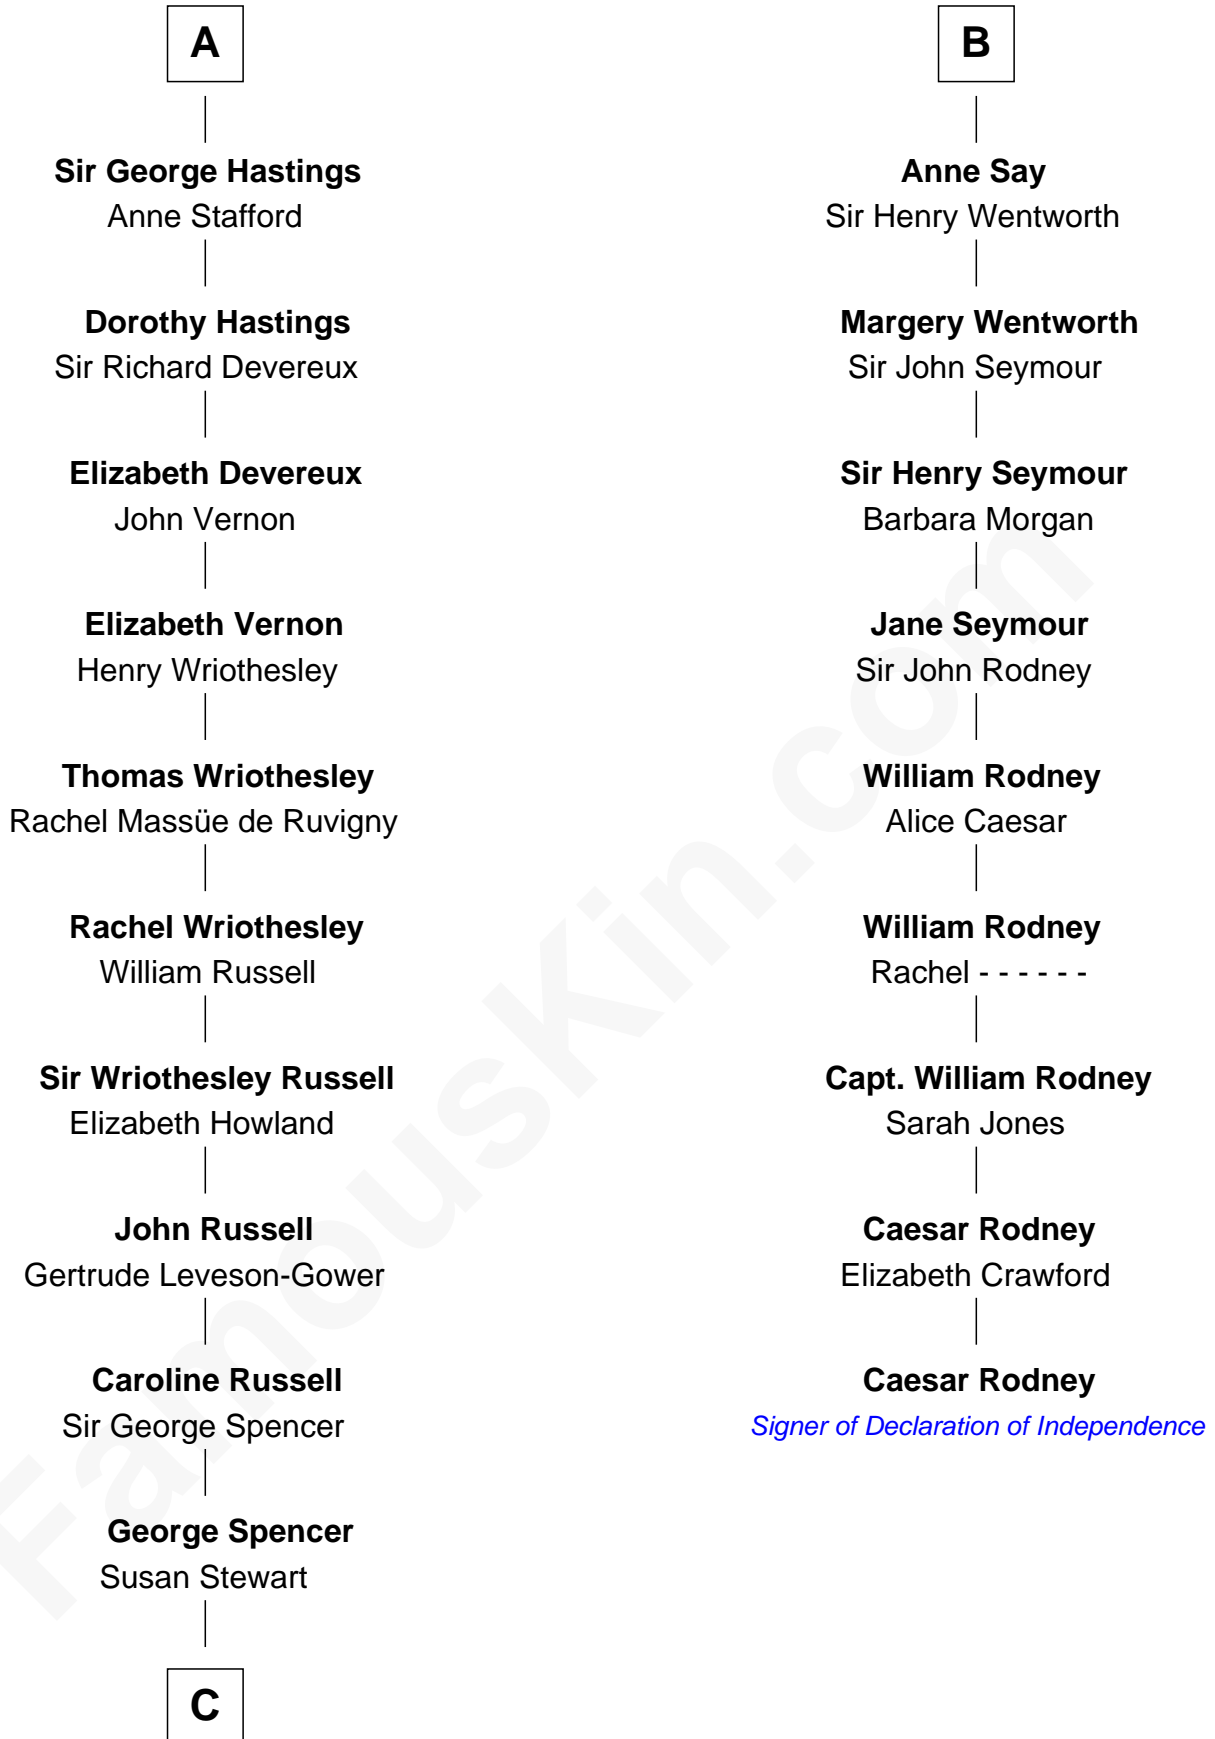 A
Sir George Hastings
Anne Stafford
Dorothy Hastings
Sir Richard Devereux
Elizabeth Devereux
John Vernon
Elizabeth Vernon
Henry Wriothesley
Thomas Wriothesley
Rachel Massüe de Ruvigny
Rachel Wriothesley
William Russell
Sir Wriothesley Russell
Elizabeth Howland
John Russell
Gertrude Leveson-Gower
Caroline Russell
Sir George Spencer
George Spencer
Susan Stewart
C
B
Anne Say
Sir Henry Wentworth
Margery Wentworth
Sir John Seymour
Sir Henry Seymour
Barbara Morgan
Jane Seymour
Sir John Rodney
William Rodney
Alice Caesar
William Rodney
Rachel - - - - - -
Capt. William Rodney
Sarah Jones
Caesar Rodney
Elizabeth Crawford
Caesar Rodney
Signer of Declaration of Independence
FamousKin.com